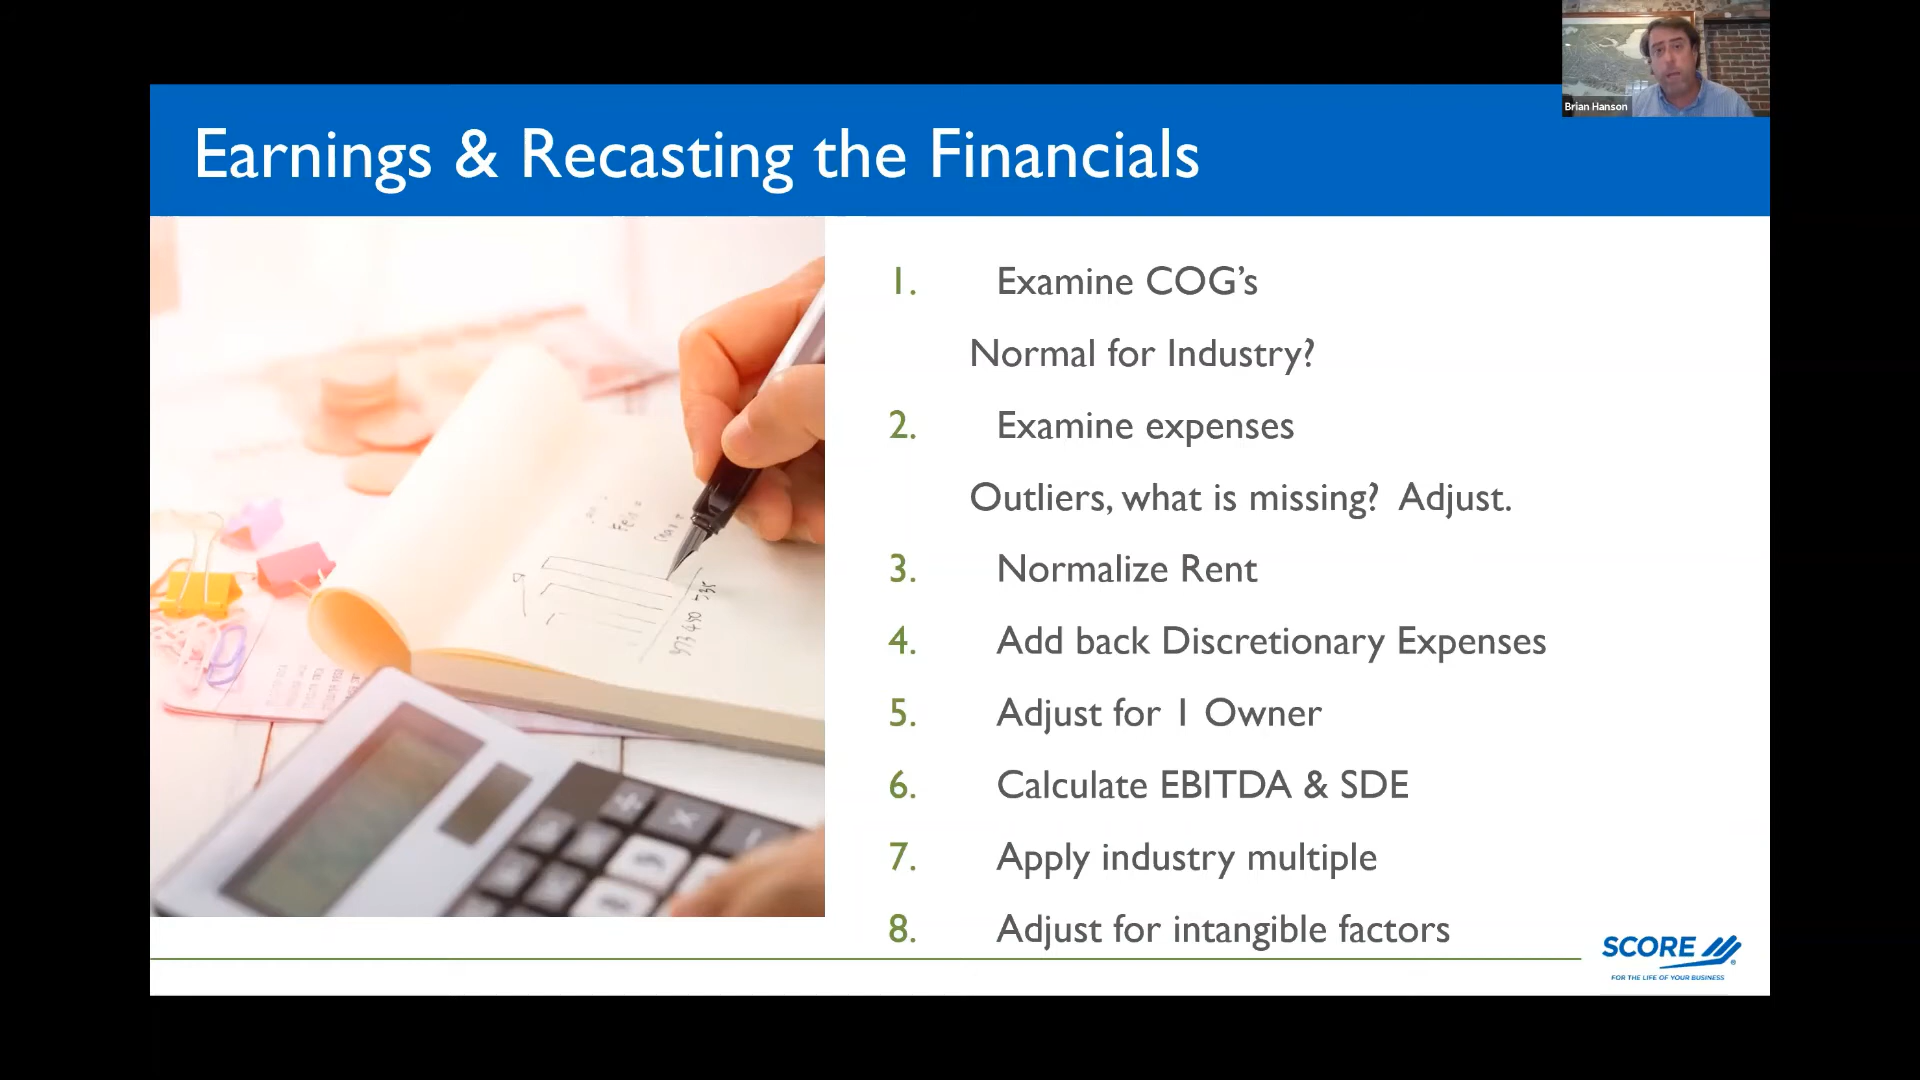 Brian Hanson
Earnings & Recasting the Financials
1. Examine COG's
Normal for Industry?
2. Examine expenses
Outliers, what is missing? Adjust.
3. Normalize Rent
4. Add back Discretionary Expenses
5. Adjust for 1 Owner
6. Calculate EBITDA & SDE
7. Apply industry multiple
8. Adjust for intangible factors
SCORE
FOR THE LIFE OF YOUR BUSINESS